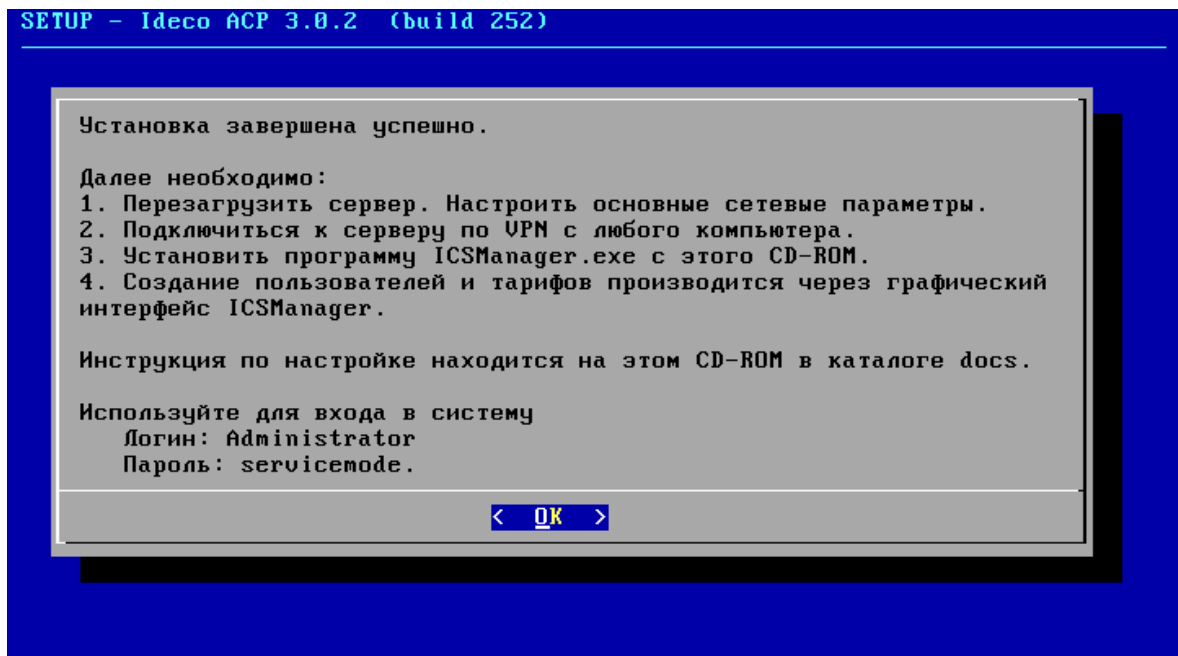 SETUP - Ideco ACP 3.0.2 (build 252)
Установка завершена успешно.
Далее необходимо:
1. Перезагрузить сервер. Настроить основные сетевые параметры.
2. Подключиться к серверу по VPN с любого компьютера.
3. Установить программу ICSManager.exe с этого CD-ROM.
4. Создание пользователей и тарифов производится через графический
интерфейс ICSManager.
Инструкция по настройке находится на этом CD-ROM в каталоге docs.
Используйте для входа в систему
Логин: Administrator
Пароль: servicemode.
< OK >